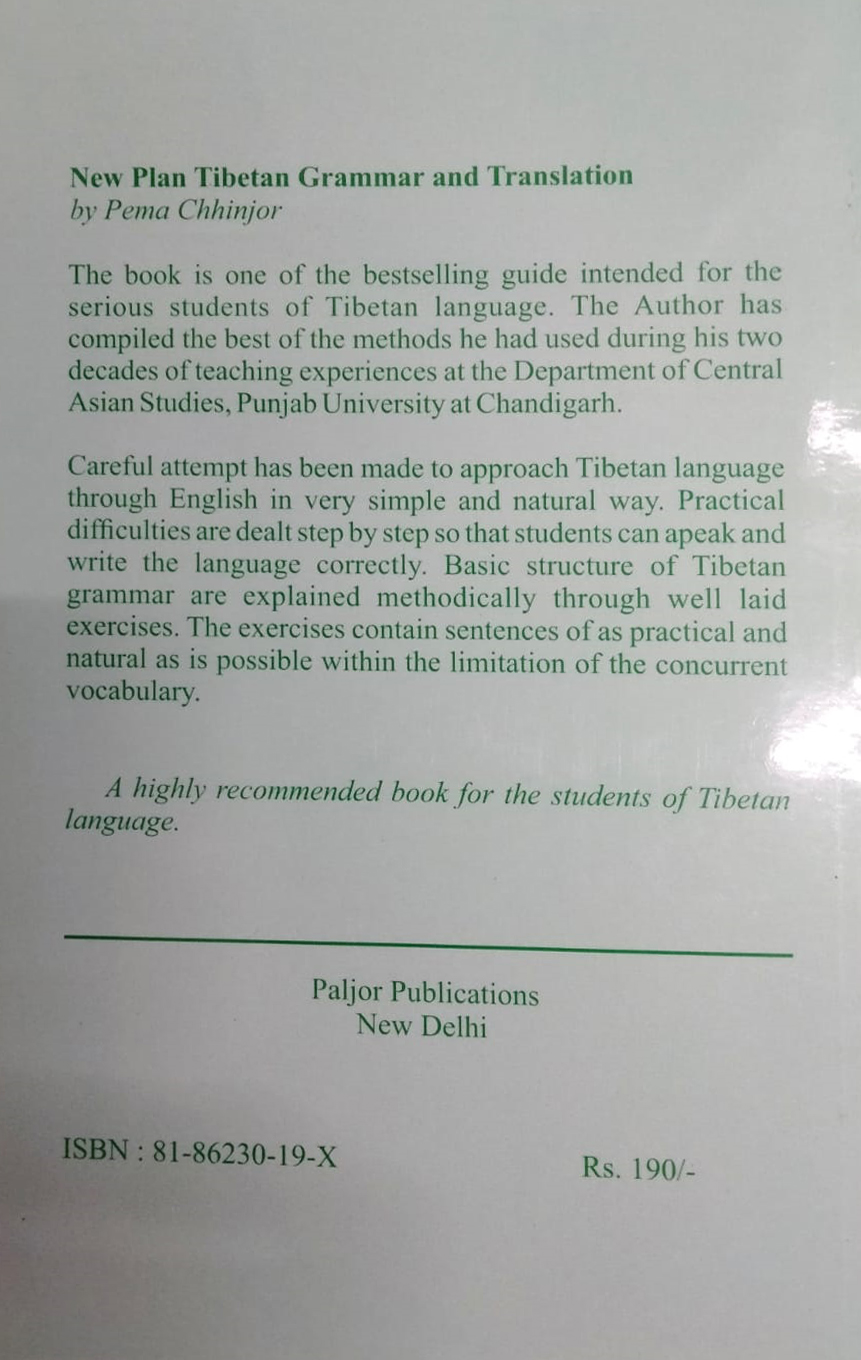 New Plan Tibetan Grammar and Translation
by Pema Chhinjor
The book is one of the bestselling guide intended for the
serious students of Tibetan language. The Author has
compiled the best of the methods he had used during his two
decades of teaching experiences at the Department of Central
Asian Studies, Punjab University at Chandigarh.
Careful attempt has been made to approach Tibetan language
through English in very simple and natural way. Practical
difficulties are dealt step by step so that students can apeak and
write the language correctly. Basic structure of Tibetan
grammar are explained methodically through well laid
exercises. The exercises contain sentences of as practical and
natural as is possible within the limitation of the concurrent
vocabulary.
A highly recommended book for the students of Tibetan
language.
Paljor Publications
New Delhi
ISBN : 81-86230-19-X
Rs. 190/-